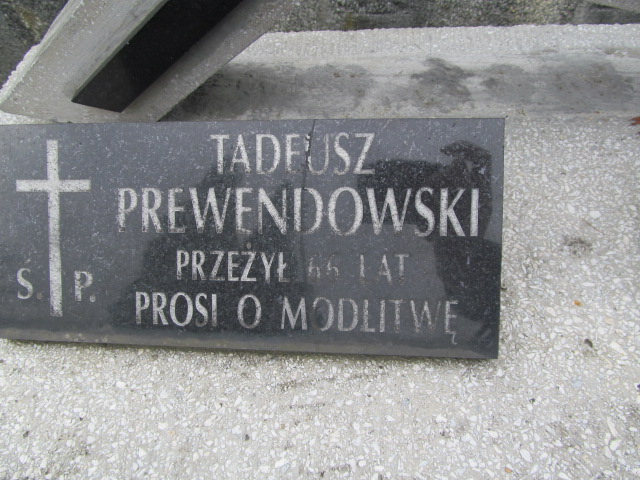 TADEUSZ
PREWENDOWSKI
PRZEŻYŁ 66 LAT
Ś. P.
PROSI O MODLITWĘ